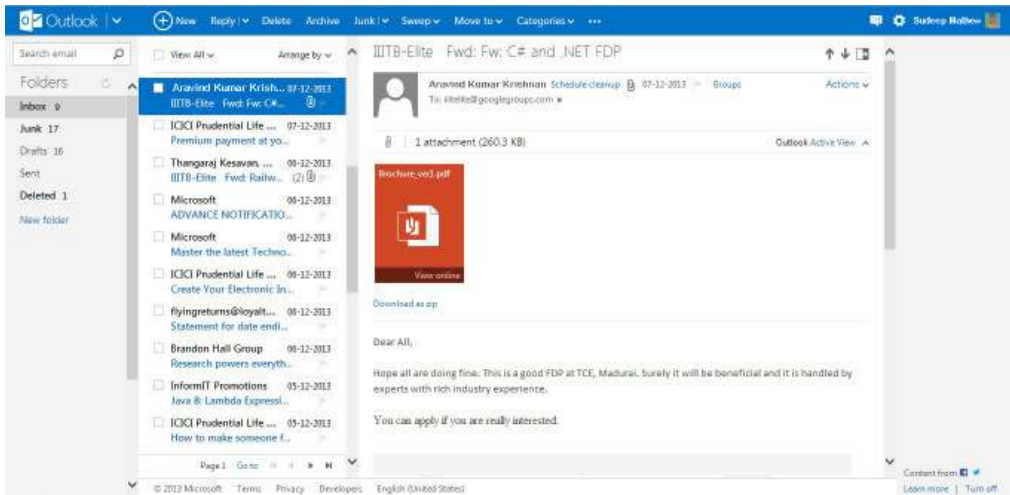 Outlook
New Reply Delete Archive Junk Sweep Move to Categories ...
Search email
Folders
Inbox 9
Junk 17
Drafts 16
Sent
Deleted 1
New folder
View: All Arrange by
Aravind Kumar Krish... 07-12-2013
IIITB-Elite Fwd: Fw: C#...
ICICI Prudential Life ... 07-12-2013
Premium payment at yo...
Thangaraj Kesavan, ... 06-12-2013
IIITB-Elite Fwd: Railw... (2)
Microsoft 06-12-2013
ADVANCE NOTIFICATIO...
Microsoft 06-12-2013
Master the latest Techno...
ICICI Prudential Life ... 06-12-2013
Create Your Electronic In...
flyingreturns@loyalt... 06-12-2013
Statement for date endi...
Brandon Hall Group 06-12-2013
Research powers everyth...
InformIT Promotions 05-12-2013
Java & Lambda Expressi...
ICICI Prudential Life ... 05-12-2013
How to make someone f...
Page 1 Go to
IIITB-Elite Fwd: Fw: C# and .NET FDP
Aravind Kumar Krishnan Schedule cleanup 07-12-2013 Groups Actions
To: iiitelite@googlegroups.com
1 attachment (260.3 KB) Outlook Active View
Brochure_ver1.pdf
View online
Download as zip
Dear All,
Hope all are doing fine. This is a good FDP at TCE, Madurai. Surely it will be beneficial and it is handled by
experts with rich industry experience.
You can apply if you are really interested.
Content from
Learn more | Turn off
© 2013 Microsoft Terms Privacy Developers English (United States)